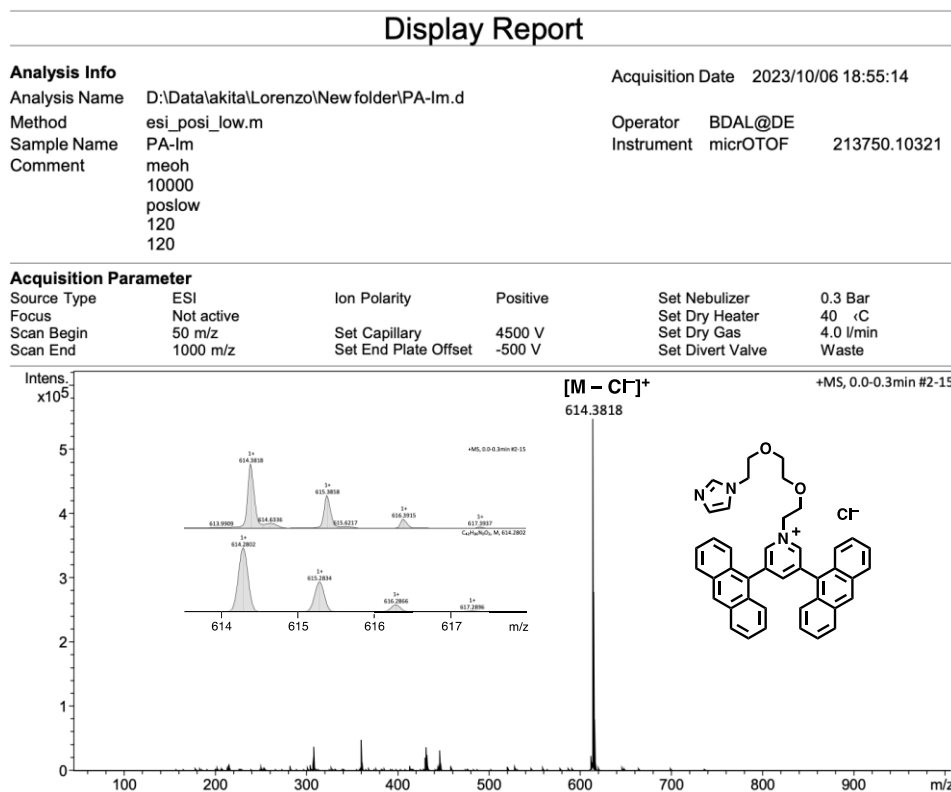 Display Report
Analysis Info
Acquisition Date 2023/10/06 18:55:14
Analysis Name D:\Data\akita\Lorenzo\New folder\PA-Im.d
Method esi_posi_low.m
Operator BDAL@DE
Sample Name PA-Im
Instrument micrOTOF 213750.10321
Comment meoh
10000
poslow
120
120
Acquisition Parameter
Source Type ESI Ion Polarity Positive Set Nebulizer 0.3 Bar
Focus Not active Set Dry Heater 40 ‹C
Scan Begin 50 m/z Set Capillary 4500 V Set Dry Gas 4.0 l/min
Scan End 1000 m/z Set End Plate Offset -500 V Set Divert Valve Waste
Intens.
x10⁵
[M – Cl⁻]⁺
+MS, 0.0-0.3min #2-15
614.3818
5
4
3
2
1
0
+MS, 0.0-0.3min #2-15
1+
614.3818
1+
615.3858
1+
616.3915
1+
617.3937
613.9909
614.6336
615.6217
1+
614.2802
1+
615.2834
1+
616.2866
1+
617.2896
614 615 616 617 m/z
O
O
N
N
N⁺
Cl⁻
100 200 300 400 500 600 700 800 900 m/z